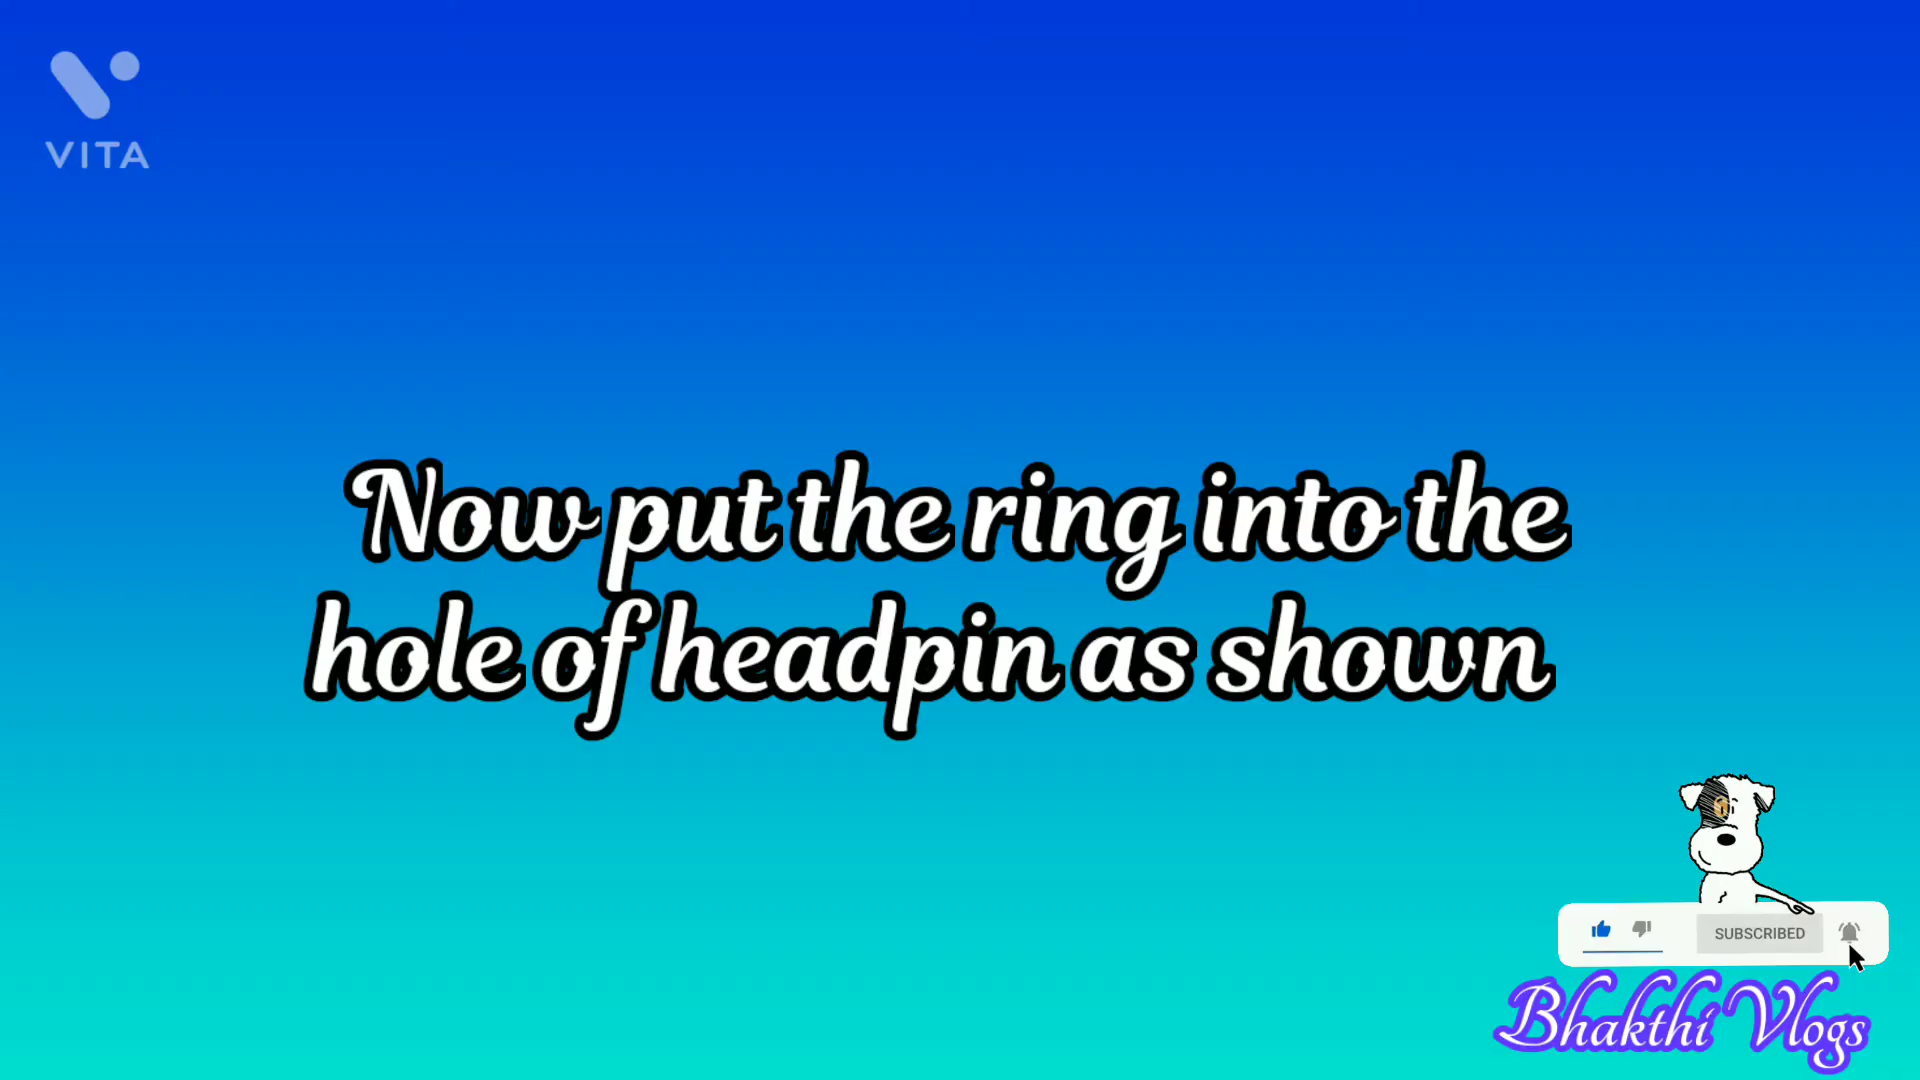 VITA
Now put the ring into the
hole of headpin as shown
SUBSCRIBED
Bhakthi Vlogs